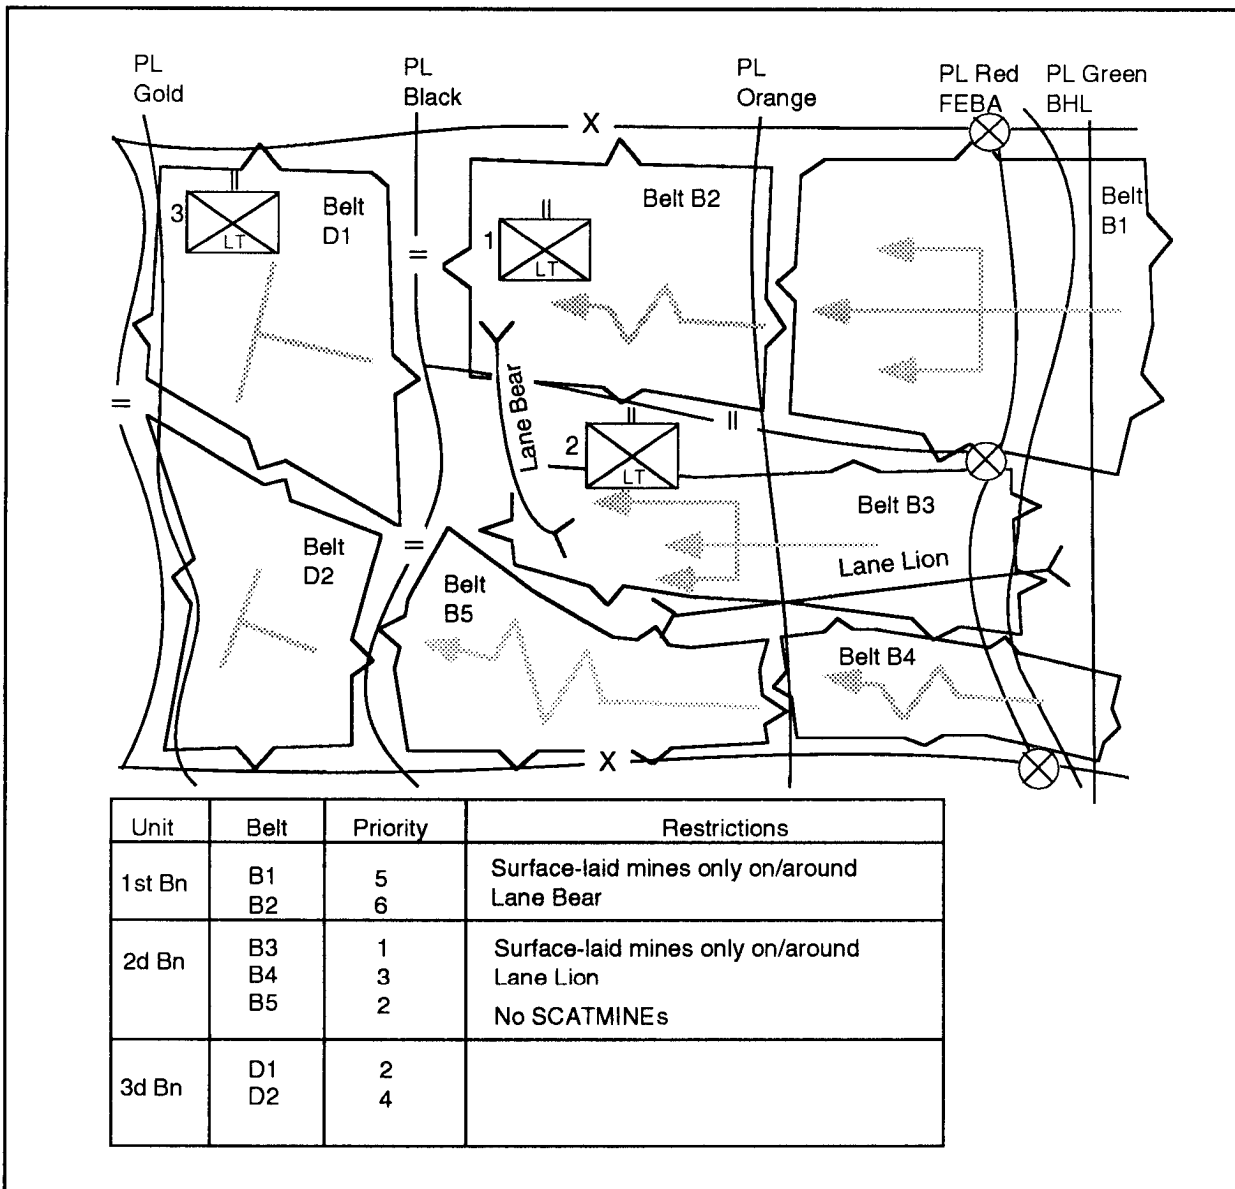 PL
Gold
PL
Black
PL
Orange
PL Red
FEBA
PL Green
BHL
X
II
3
LT
Belt
D1
=
II
1
LT
Belt B2
Belt
B1
=
Lane Bear
II
II
2
LT
Belt B3
Lane Lion
=
=
Belt
D2
Belt
B5
Belt B4
X
Unit Belt Priority Restrictions
1st Bn B1 5 Surface-laid mines only on/around
B2 6 Lane Bear
2d Bn B3 1 Surface-laid mines only on/around
B4 3 Lane Lion
B5 2 No SCATMINEs
3d Bn D1 2
D2 4